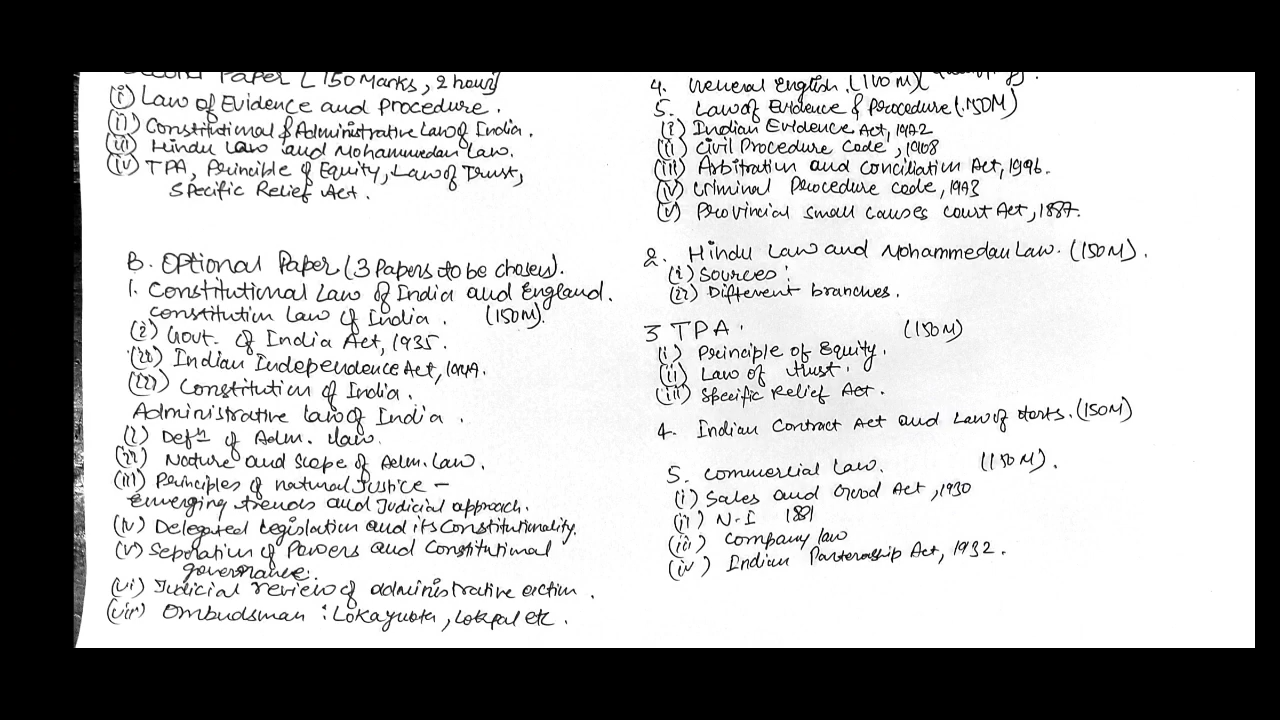 Second Paper [150 Marks, 2 hour]
(i) Law of Evidence and Procedure.
(ii) Constitutional & Administrative Law of India.
(iii) Hindu Law and Mohammedan Law.
(iv) TPA, Principle of Equity, Law of Trust,
Specific Relief Act.
B. Optional Paper (3 Papers to be chosen).
1. Constitutional Law of India and England.
Constitution Law of India. (150M).
(i) Govt. of India Act, 1935.
(ii) Indian Independence Act, 1947.
(iii) Constitution of India.
Administrative law of India.
(i) Defn of Adm. Law.
(ii) Nature and Scope of Adm. Law.
(iii) Principles of natural Justice -
emerging trends and Judicial approach.
(iv) Delegated legislation and its Constitutionality.
(v) Seperation of Powers and Constitutional
governance.
(vi) Judicial review of administrative action.
(vii) Ombudsman : Lokayukta, Lokpal etc.
4. General English. (100 M)
5. Law of Evidence & Procedure (150M)
(i) Indian Evidence Act, 1872
(ii) Civil Procedure Code, 1908
(iii) Arbitration and conciliation Act, 1996.
(iv) Criminal Procedure code, 1973
(v) Provincial small causes court Act, 1887.
2. Hindu Law and Mohammedan Law. (150M).
(i) Sources:
(ii) Different branches.
3 TPA. (150M)
(i) Principle of Equity.
(ii) Law of Trust.
(iii) Specific Relief Act.
4. Indian Contract Act and Law of torts. (150M)
5. Commercial Law. (150M).
(i) Sales and Good Act, 1930
(ii) N.I 1881
(iii) Company law
(iv) Indian Partenership Act, 1932.